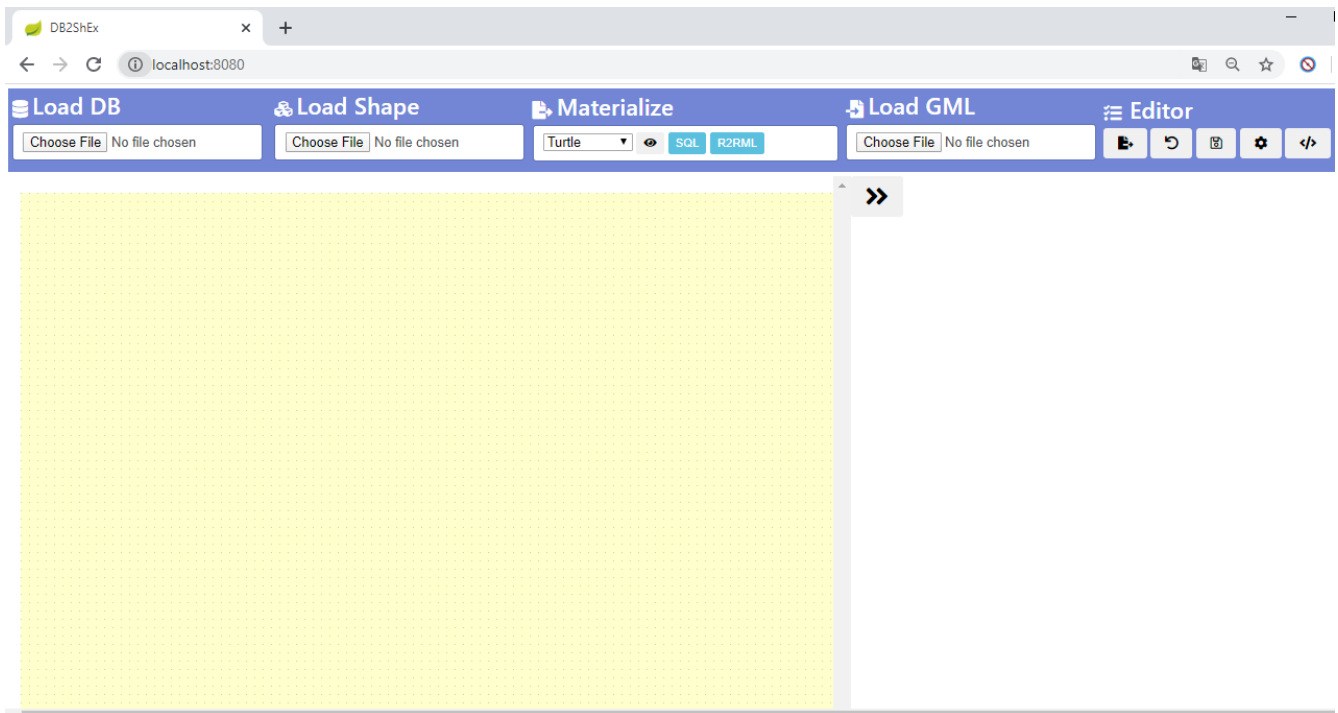 DB2ShEx
localhost:8080
Load DB
Load Shape
Materialize
Load GML
Editor
Choose File No file chosen
Choose File No file chosen
Turtle SQL R2RML
Choose File No file chosen